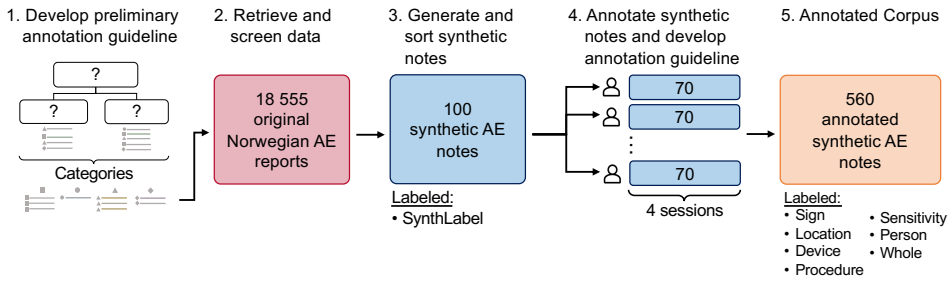 1. Develop preliminary
annotation guideline
?
?
?
Categories
2. Retrieve and
screen data
18 555
original
Norwegian AE
reports
3. Generate and
sort synthetic
notes
100
synthetic AE
notes
Labeled:
• SynthLabel
4. Annotate synthetic
notes and develop
annotation guideline
70
70
70
4 sessions
5. Annotated Corpus
560
annotated
synthetic AE
notes
Labeled:
• Sign
• Location
• Device
• Procedure
• Sensitivity
• Person
• Whole